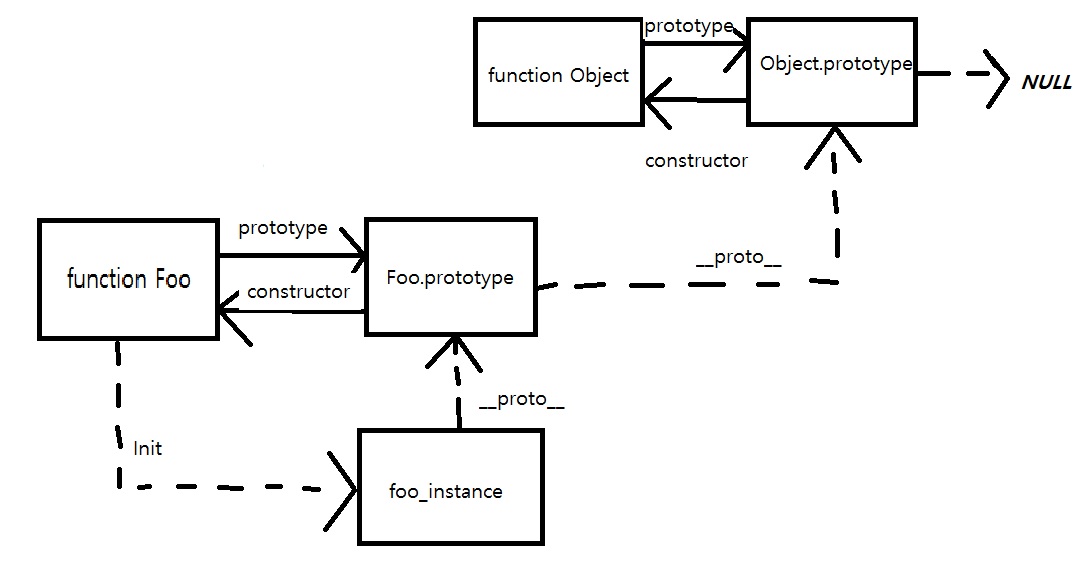 prototype
function Object
Object.prototype
NULL
constructor
prototype
function Foo
constructor
Foo.prototype
__proto__
__proto__
Init
foo_instance